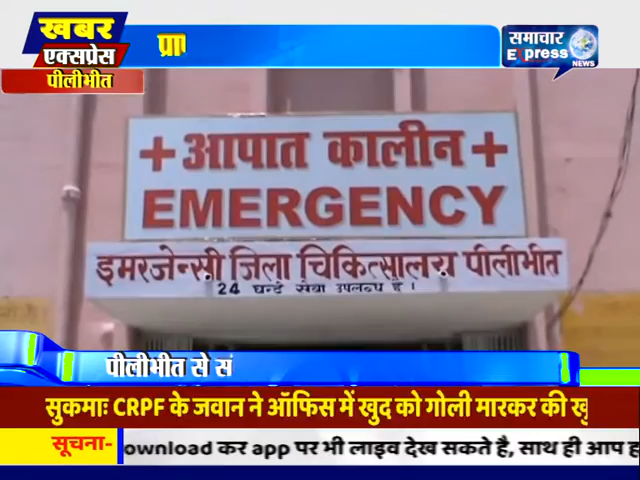 खबर
एक्सप्रेस
पीलीभीत
समाचार
Express
NEWS
+ आपात कालीन +
EMERGENCY
इमरजेन्सी जिला चिकित्सालय पीलीभीत
24 घन्टे सेवा उपलब्ध है ।
पीलीभीत से
सुकमाः CRPF के जवान ने ऑफिस में खुद को गोली मारकर की
सूचना-
ownload कर app पर भी लाइव देख सकते है, साथ ही आप